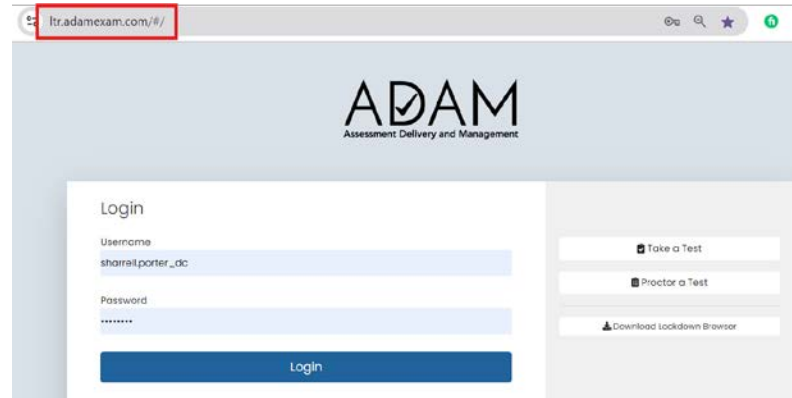 ltr.adamexam.com/#/
ADAM
Assessment Delivery and Management
Login
Username
sharrell.porter_dc
Password
••••••••
Login
Take a Test
Proctor a Test
Download Lockdown Browser